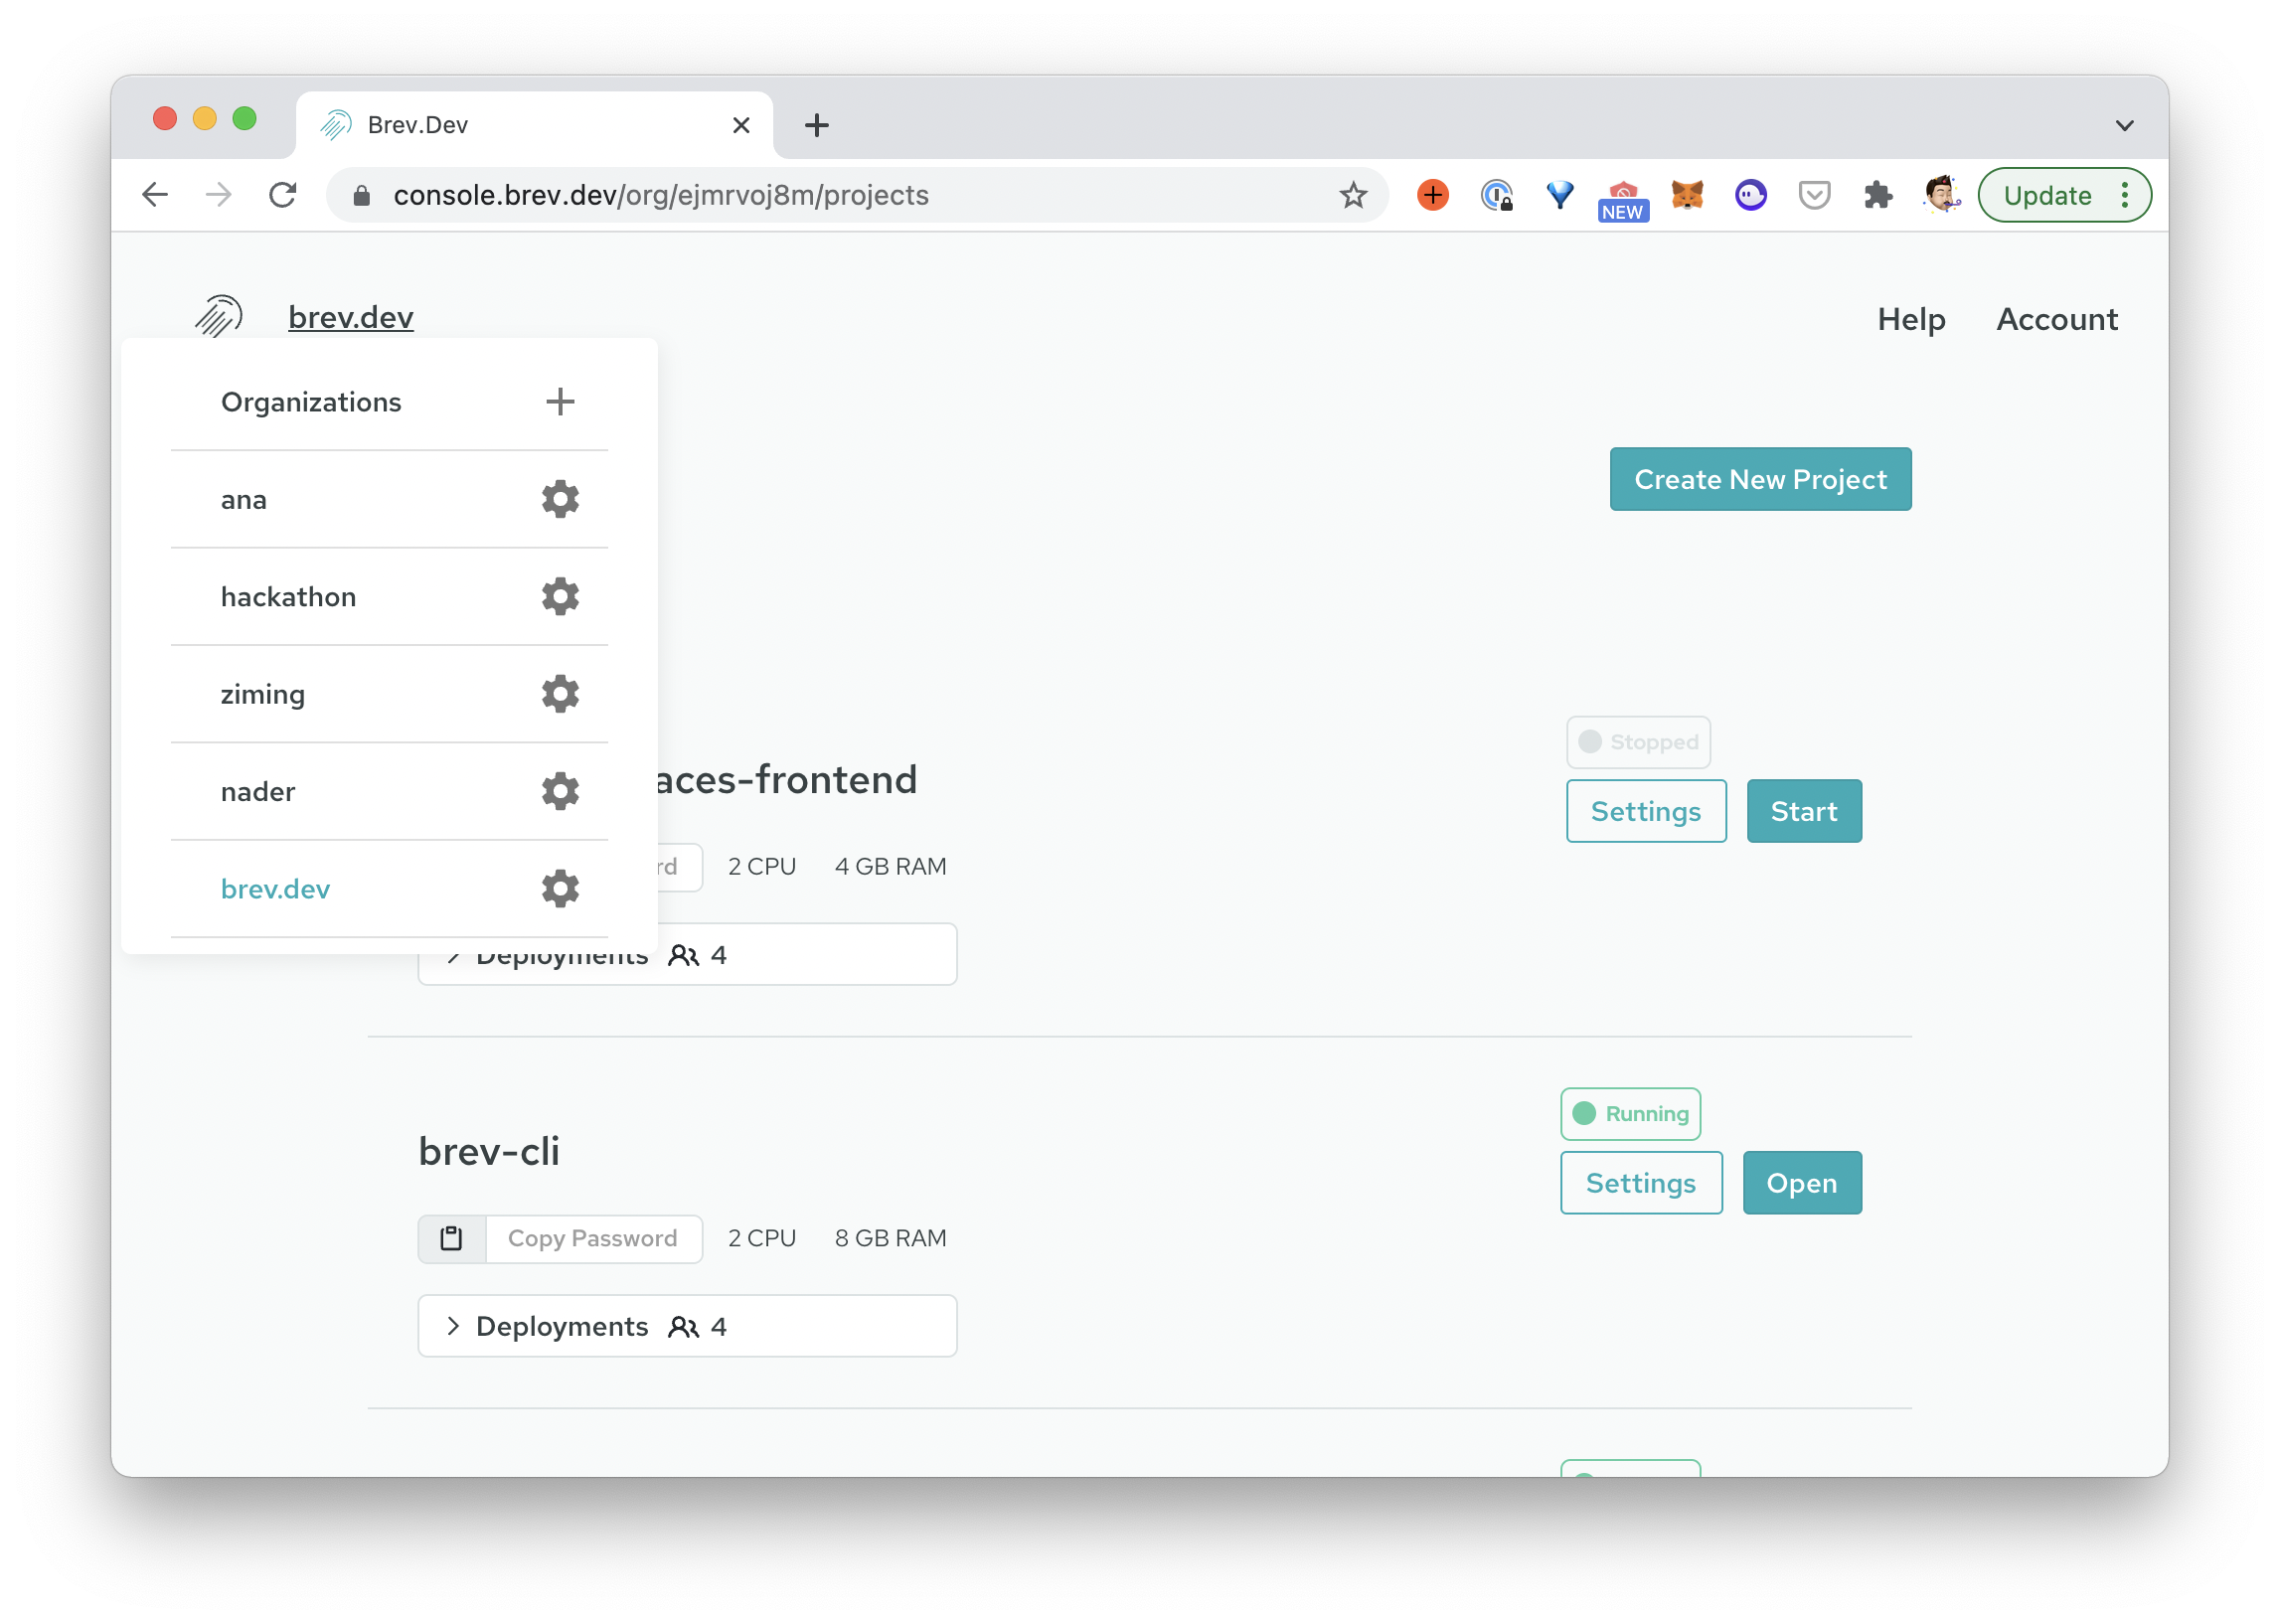 Brev.Dev
console.brev.dev/org/ejmrvoj8m/projects
NEW
Update
brev.dev
Help
Account
Organizations
ana
hackathon
ziming
nader
brev.dev
Create New Project
aces-frontend
Stopped
Settings
Start
rd
2 CPU
4 GB RAM
Deployments
4
brev-cli
Running
Settings
Open
Copy Password
2 CPU
8 GB RAM
Deployments
4